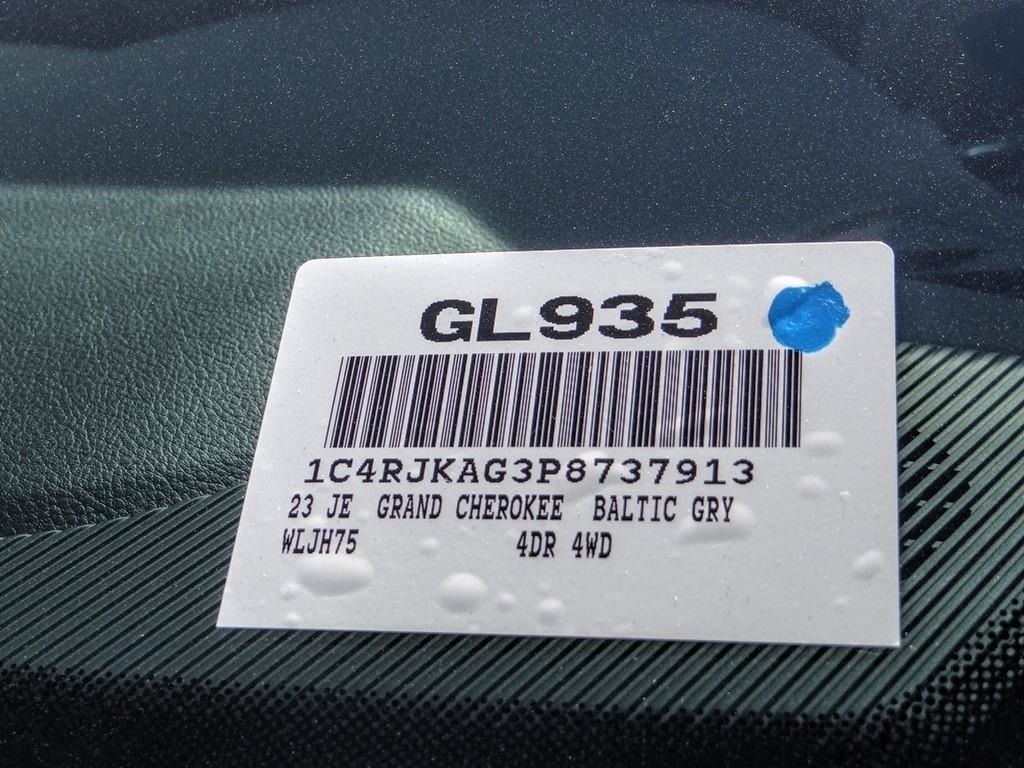 GL935
1C4RJKAG3P8737913
23 JE GRAND CHEROKEE BALTIC GRY
WLJH75 4DR 4WD